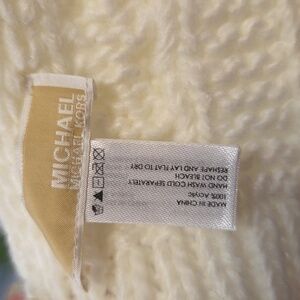 MICHAEL
MICHAEL KORS
MADE IN CHINA
100% Acrylic
HAND WASH COLD SEPARATELY
DO NOT BLEACH
RESHAPE AND LAY FLAT TO DRY